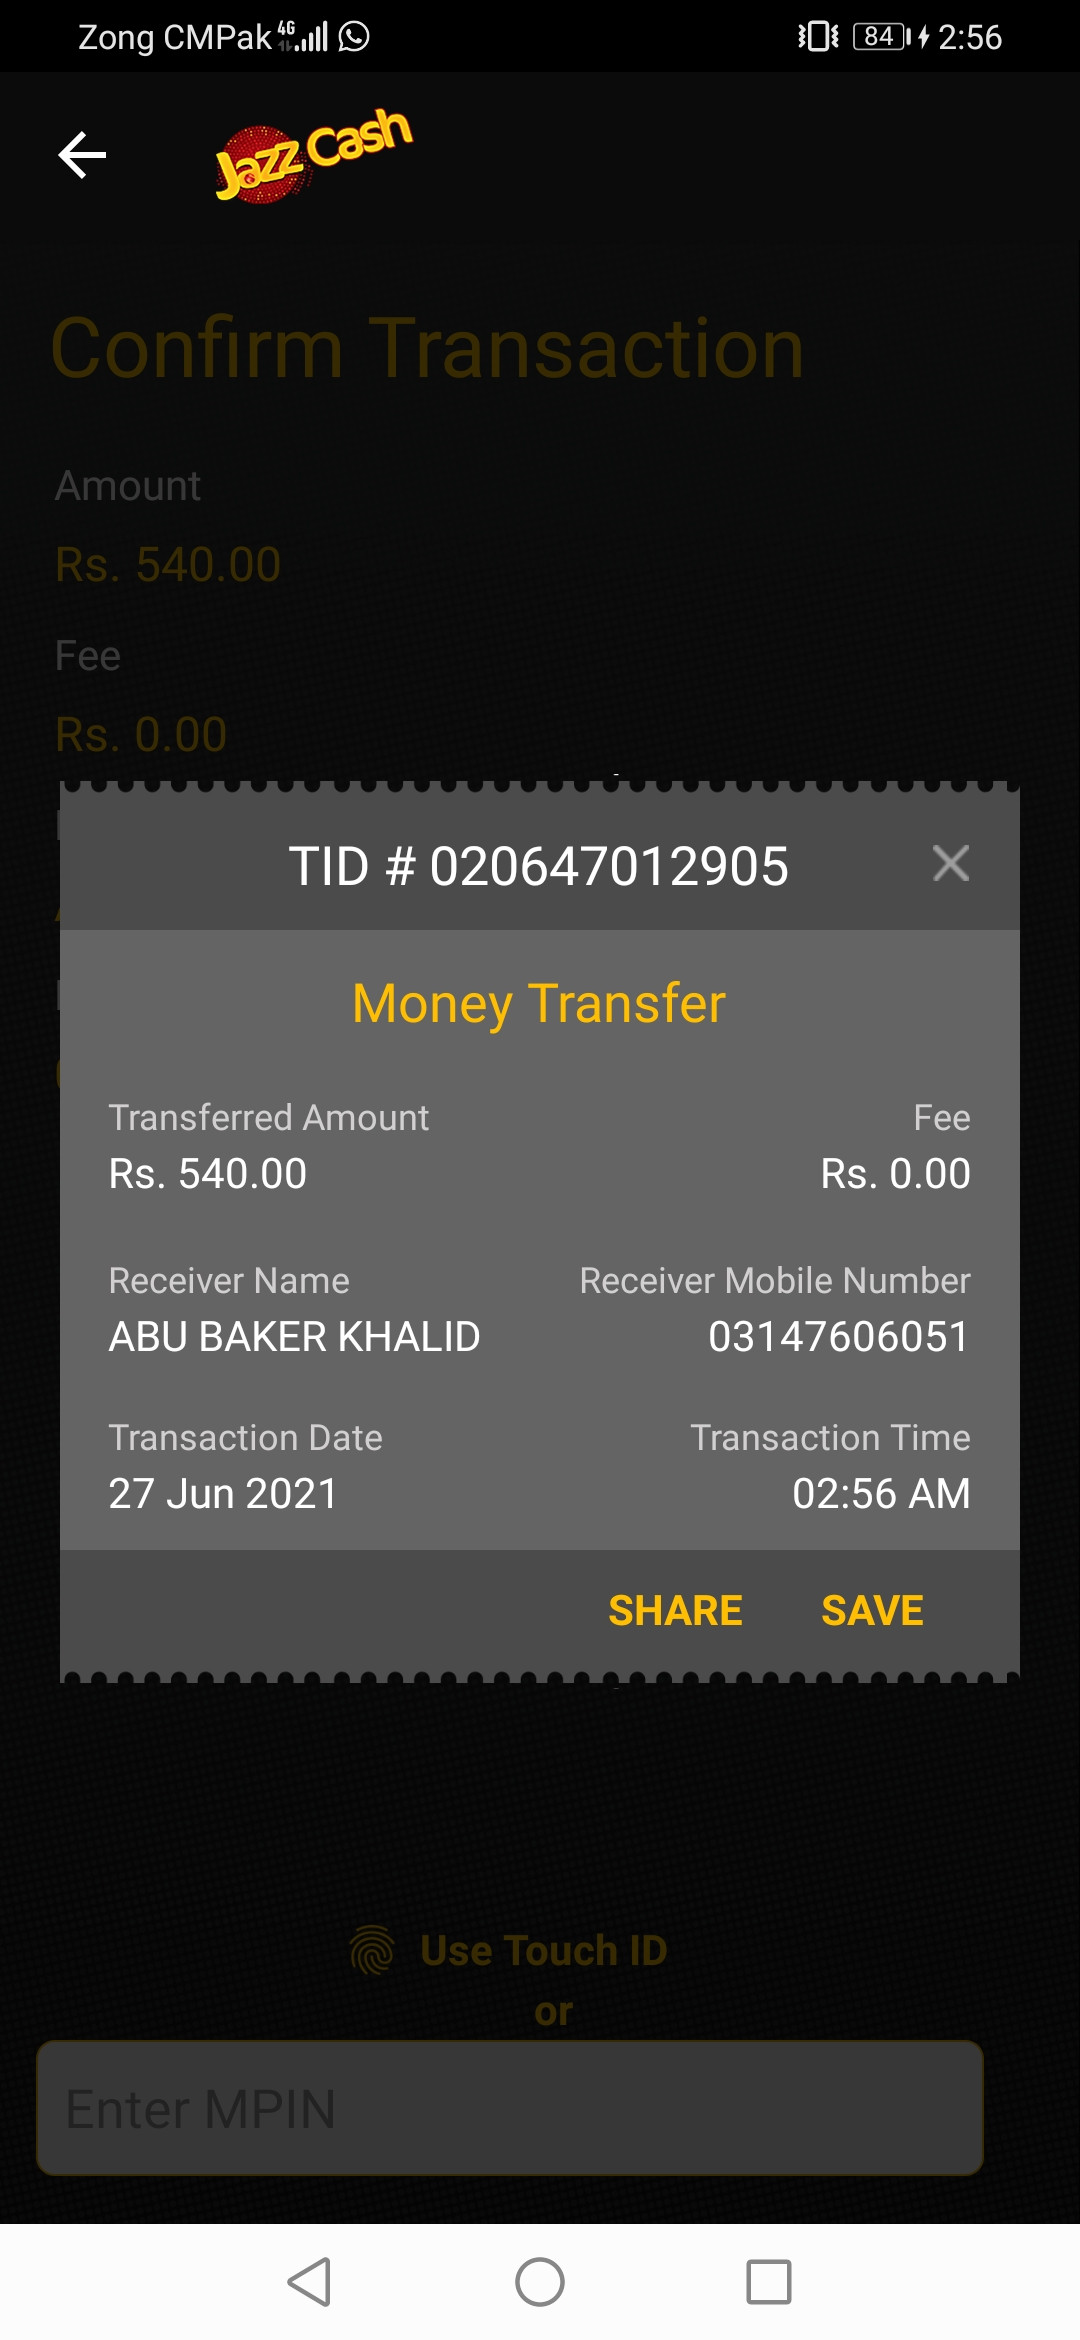 Zong CMPak 4G 84 2:56
Jazz Cash
Confirm Transaction
Amount
Rs. 540.00
Fee
Rs. 0.00
TID # 020647012905
Money Transfer
Transferred Amount Fee
Rs. 540.00 Rs. 0.00
Receiver Name Receiver Mobile Number
ABU BAKER KHALID 03147606051
Transaction Date Transaction Time
27 Jun 2021 02:56 AM
SHARE SAVE
Use Touch ID
or
Enter MPIN